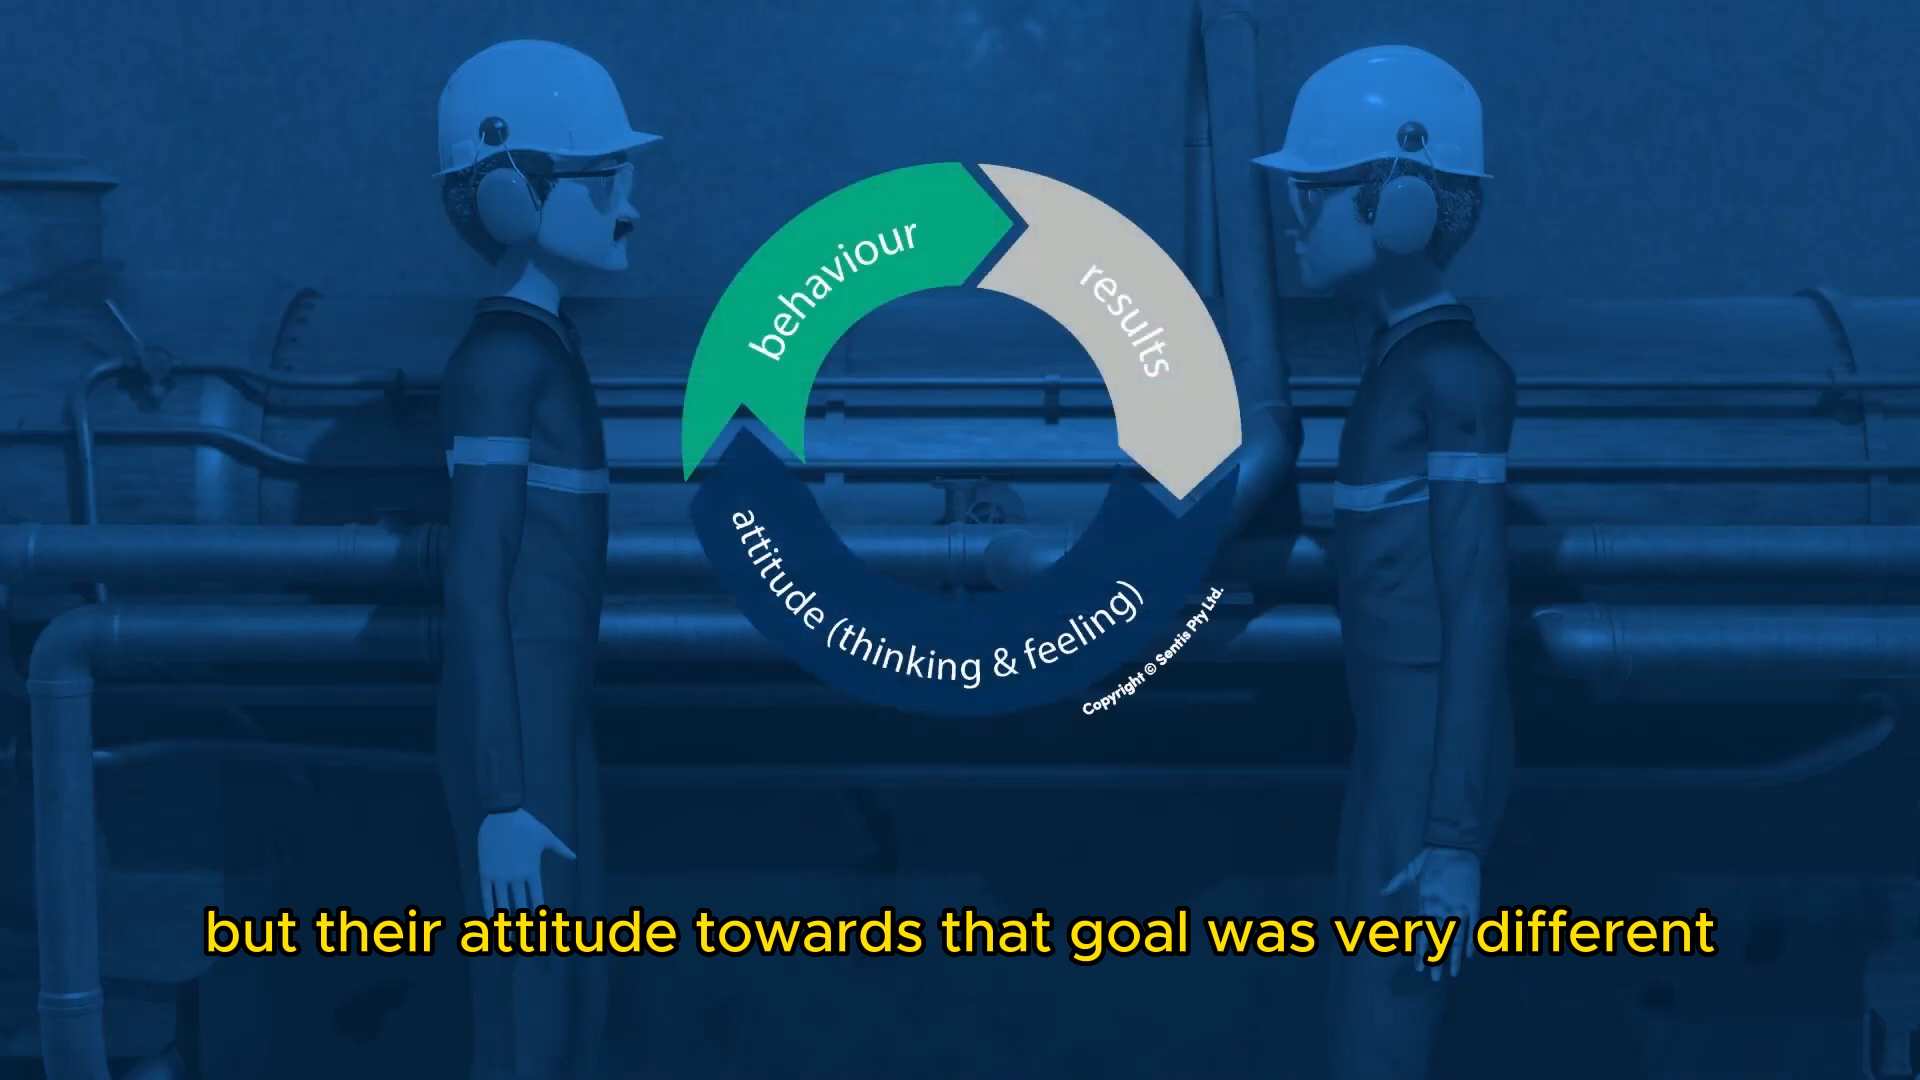 behaviour
results
attitude (thinking & feeling)
Copyright © Sentis Pty Ltd.
but their attitude towards that goal was very different